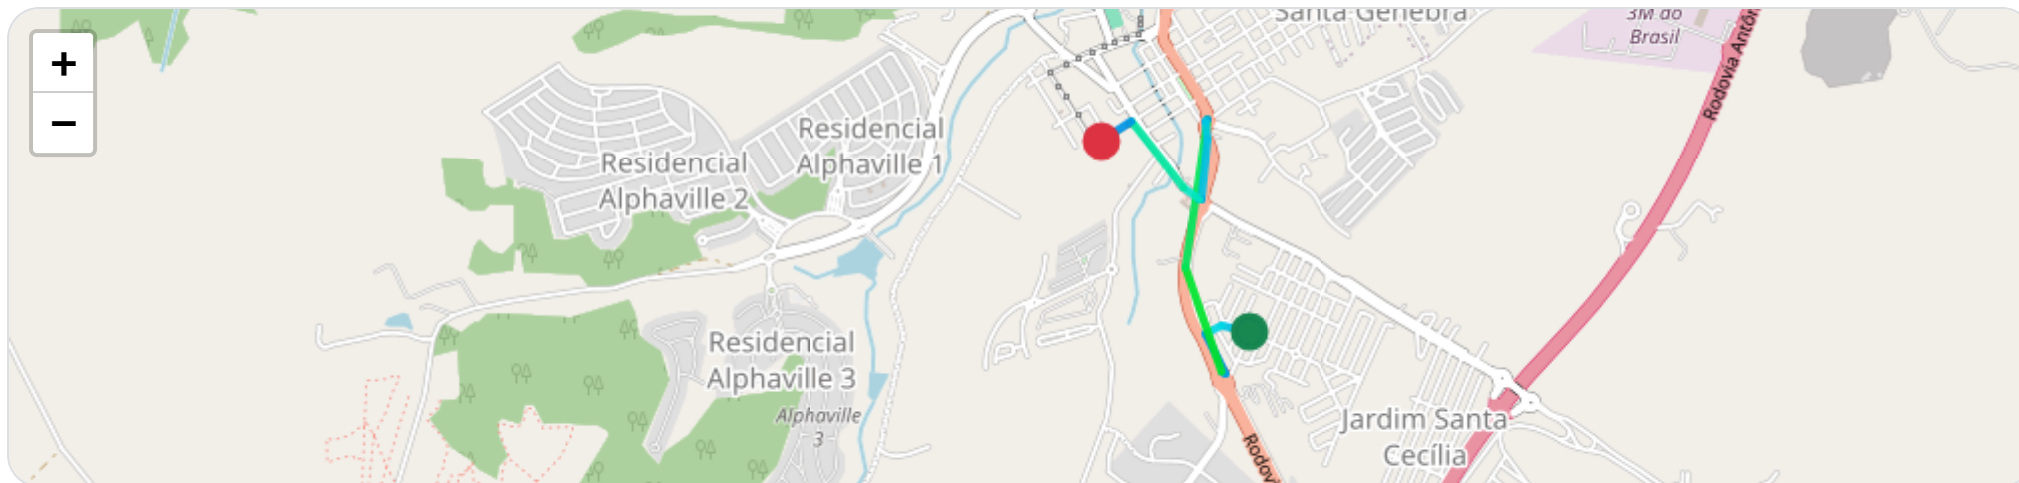 +
−
Santa Genebra
3M do
Brasil
Rodovia Antôn
Residencial
Alphaville 1
Residencial
Alphaville 2
Residencial
Alphaville 3
Alphaville
3
Jardim Santa
Cecília
Rodovi